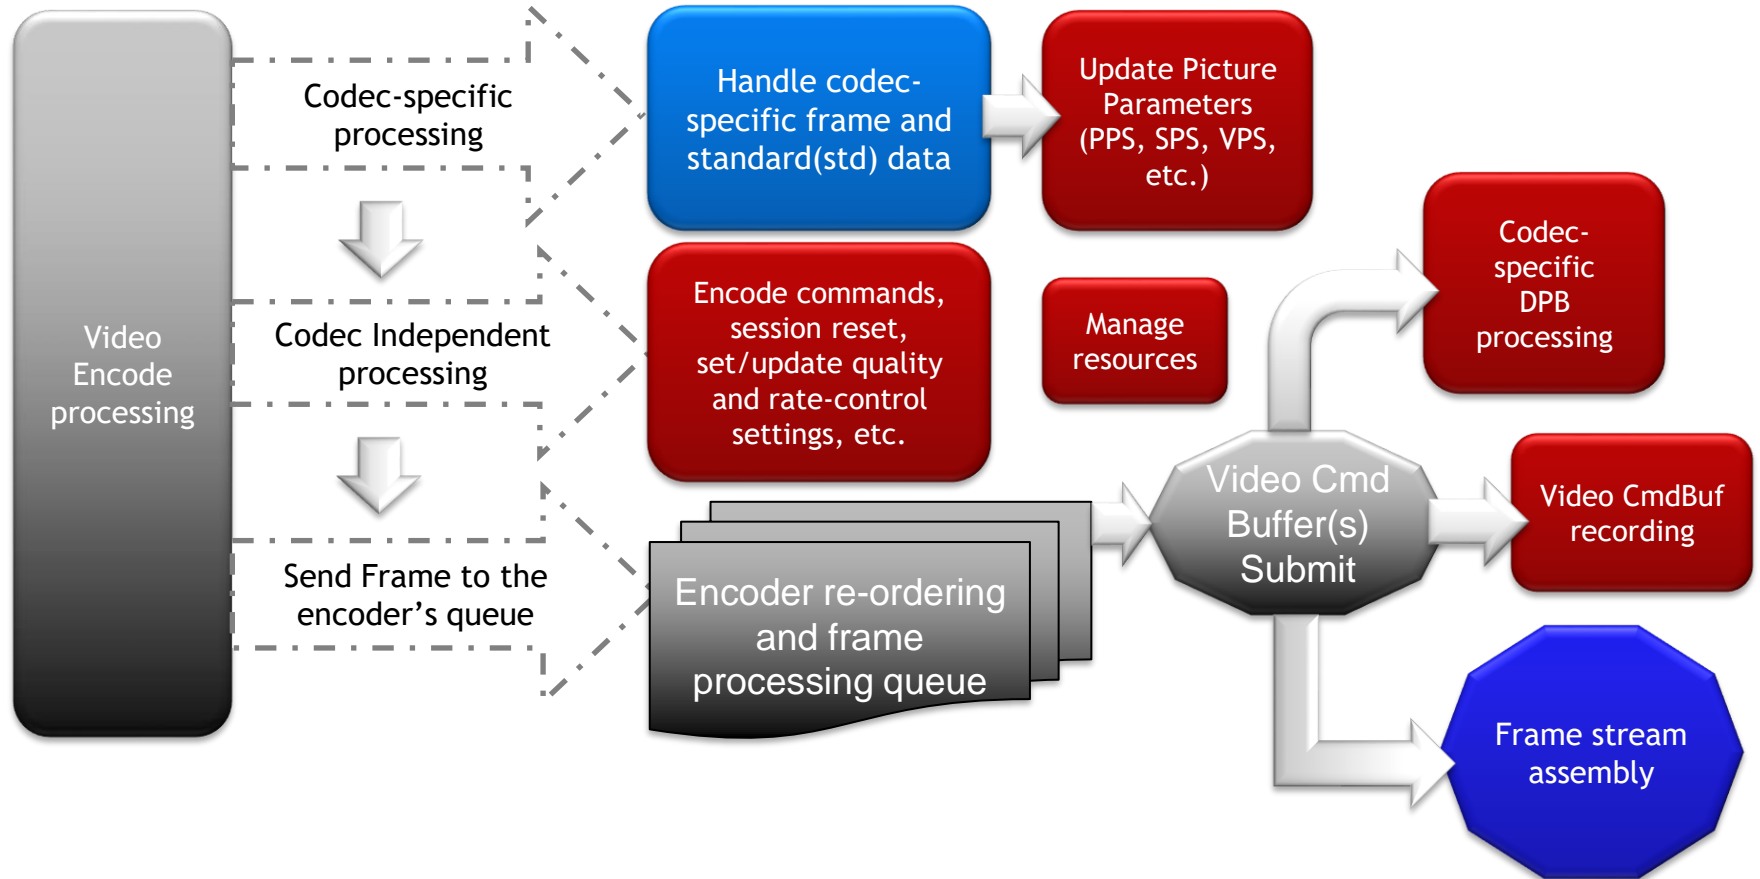 Video
Encode
processing
Codec-specific
processing
Codec Independent
processing
Send Frame to the
encoder’s queue
Handle codec-
specific frame and
standard(std) data
Update Picture
Parameters
(PPS, SPS, VPS,
etc.)
Encode commands,
session reset,
set/update quality
and rate-control
settings, etc.
Manage
resources
Encoder re-ordering
and frame
processing queue
Video Cmd
Buffer(s)
Submit
Codec-
specific
DPB
processing
Video CmdBuf
recording
Frame stream
assembly